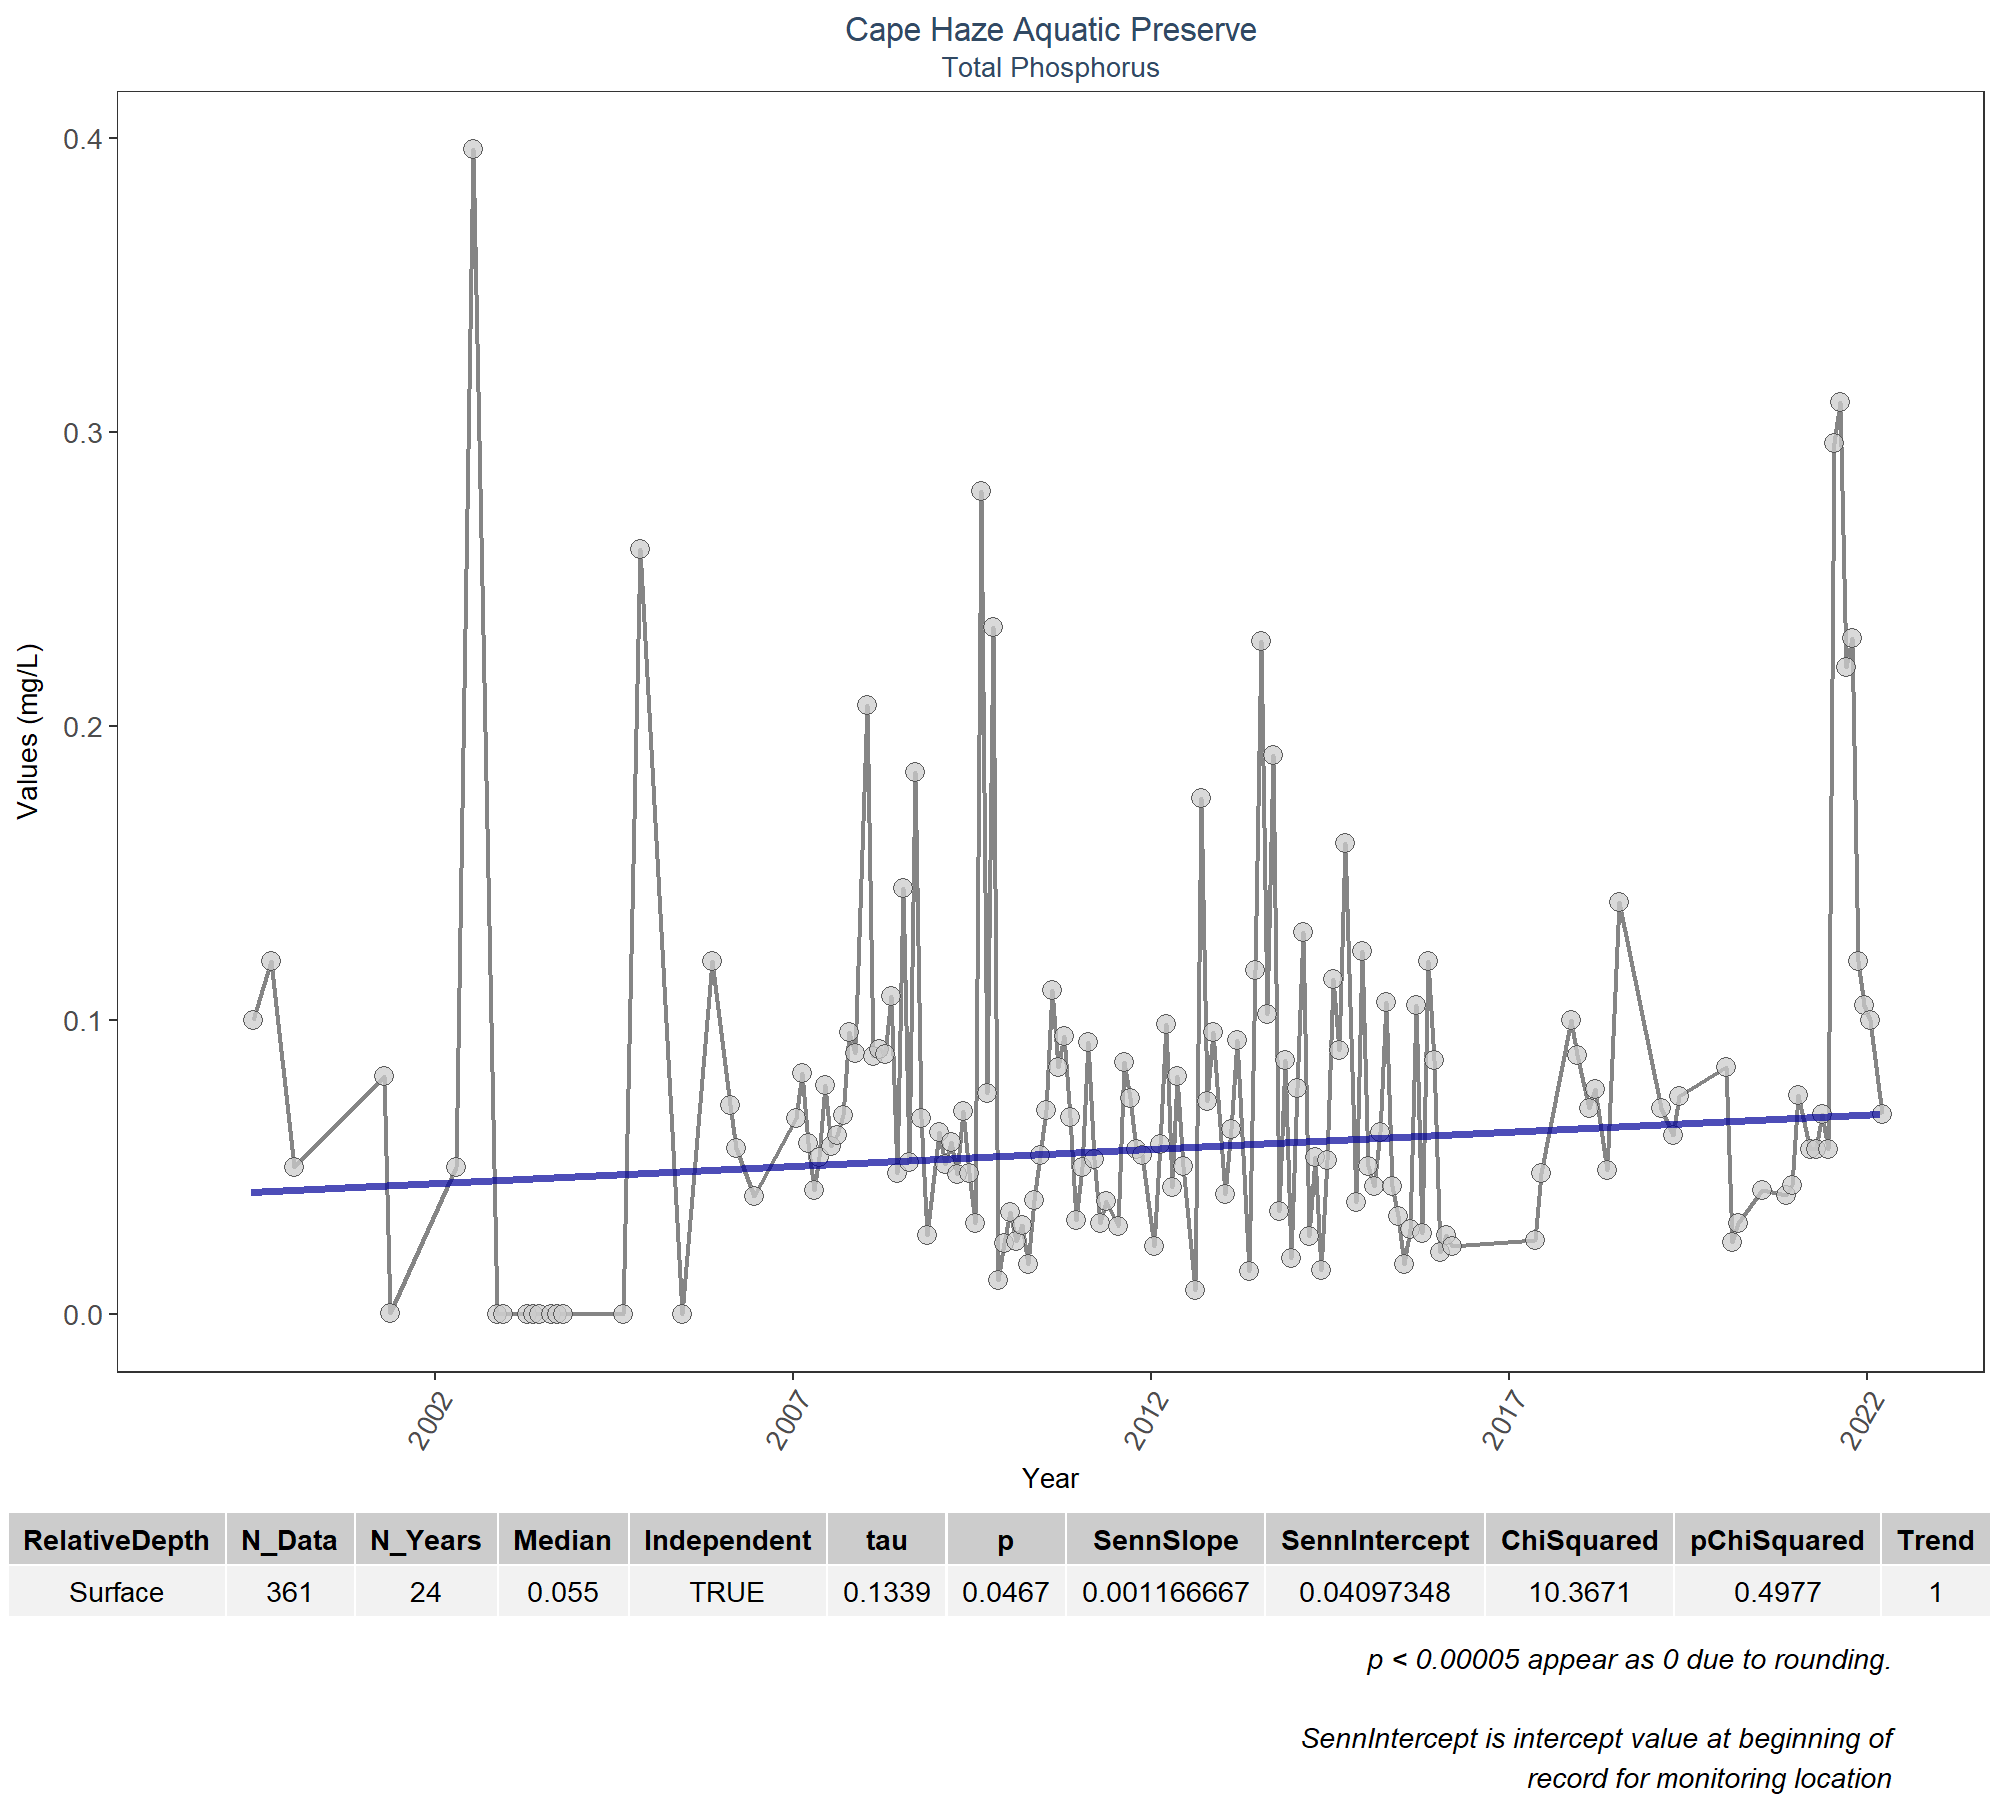 Cape Haze Aquatic Preserve
Total Phosphorus
Values (mg/L)
0.4
0.3
0.2
0.1
0.0
2002 2007 2012 2017 2022
Year
RelativeDepth N_Data N_Years Median Independent tau p SennSlope SennIntercept ChiSquared pChiSquared Trend
Surface 361 24 0.055 TRUE 0.1339 0.0467 0.001166667 0.04097348 10.3671 0.4977 1
p < 0.00005 appear as 0 due to rounding.
SennIntercept is intercept value at beginning of
record for monitoring location